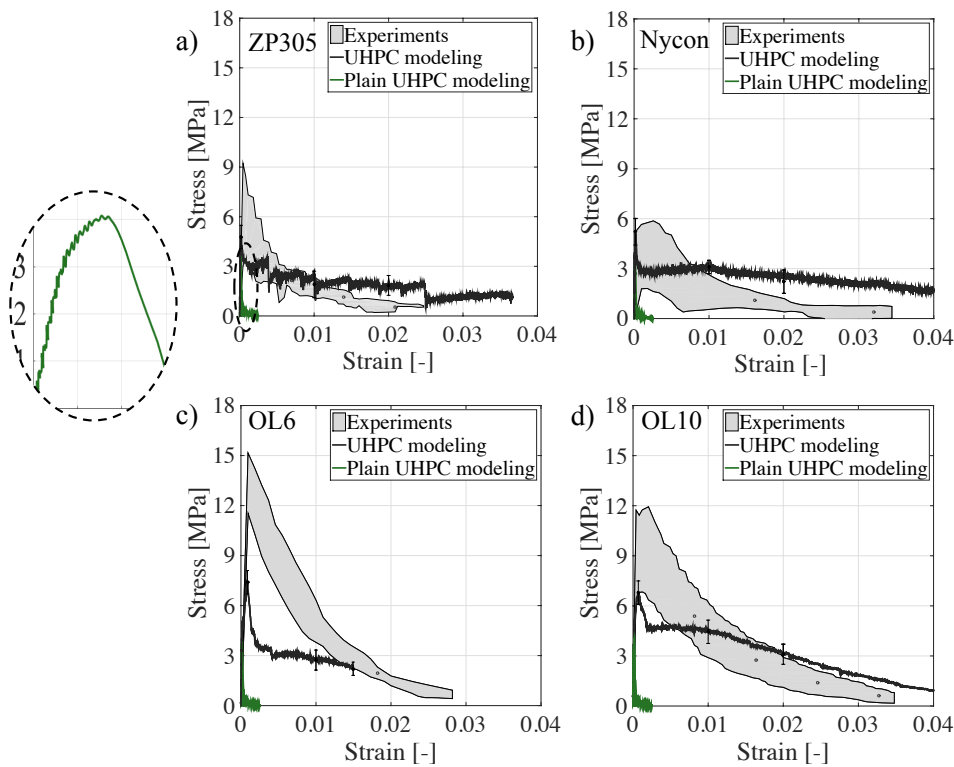 a) ZP305
Experiments
UHPC modeling
Plain UHPC modeling
18
15
12
9
6
3
0
Stress [MPa]
0
0.01
0.02
0.03
0.04
Strain [-]
b) Nycon
Experiments
UHPC modeling
Plain UHPC modeling
18
15
12
9
6
3
0
Stress [MPa]
0
0.01
0.02
0.03
0.04
Strain [-]
3
2
1
c) OL6
Experiments
UHPC modeling
Plain UHPC modeling
18
15
12
9
6
3
0
Stress [MPa]
0
0.01
0.02
0.03
0.04
Strain [-]
d) OL10
Experiments
UHPC modeling
Plain UHPC modeling
18
15
12
9
6
3
0
Stress [MPa]
0
0.01
0.02
0.03
0.04
Strain [-]